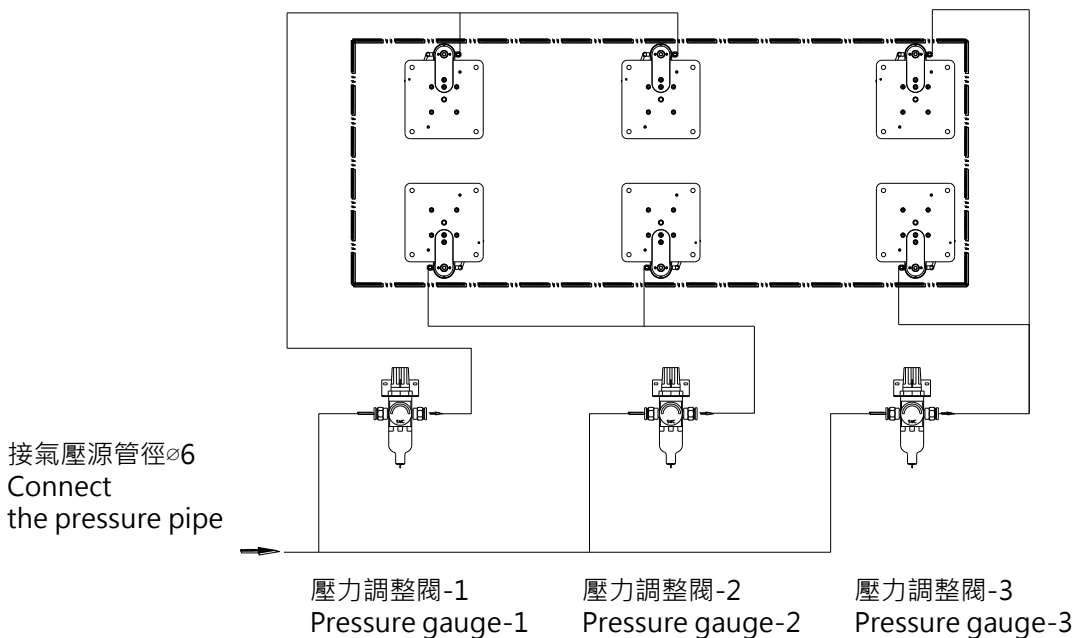 接氣壓源管徑⌀6
Connect
the pressure pipe
壓力調整閥-1
Pressure gauge-1
壓力調整閥-2
Pressure gauge-2
壓力調整閥-3
Pressure gauge-3